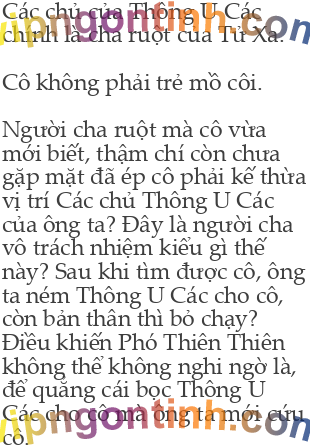 Các chủ của Thông U Các
chính là cha ruột của Tử Xa.
vipngontinh.com
Cô không phải trẻ mồ côi.
Người cha ruột mà cô vừa
mới biết, thậm chí còn chưa
gặp mặt đã ép cô phải kế thừa
vị trí Các chủ Thông U Các
của ông ta? Đây là người cha
vô trách nhiệm kiểu gì thế
này? Sau khi tìm được cô, ông
ta ném Thông U Các cho cô,
còn bản thân thì bỏ chạy?
Điều khiến Phó Thiên Thiên
không thể không nghi ngờ là,
để quăng cái bọc Thông U
Các cho cô mà ông ta mới cứu
cô.
vipngontinh.com